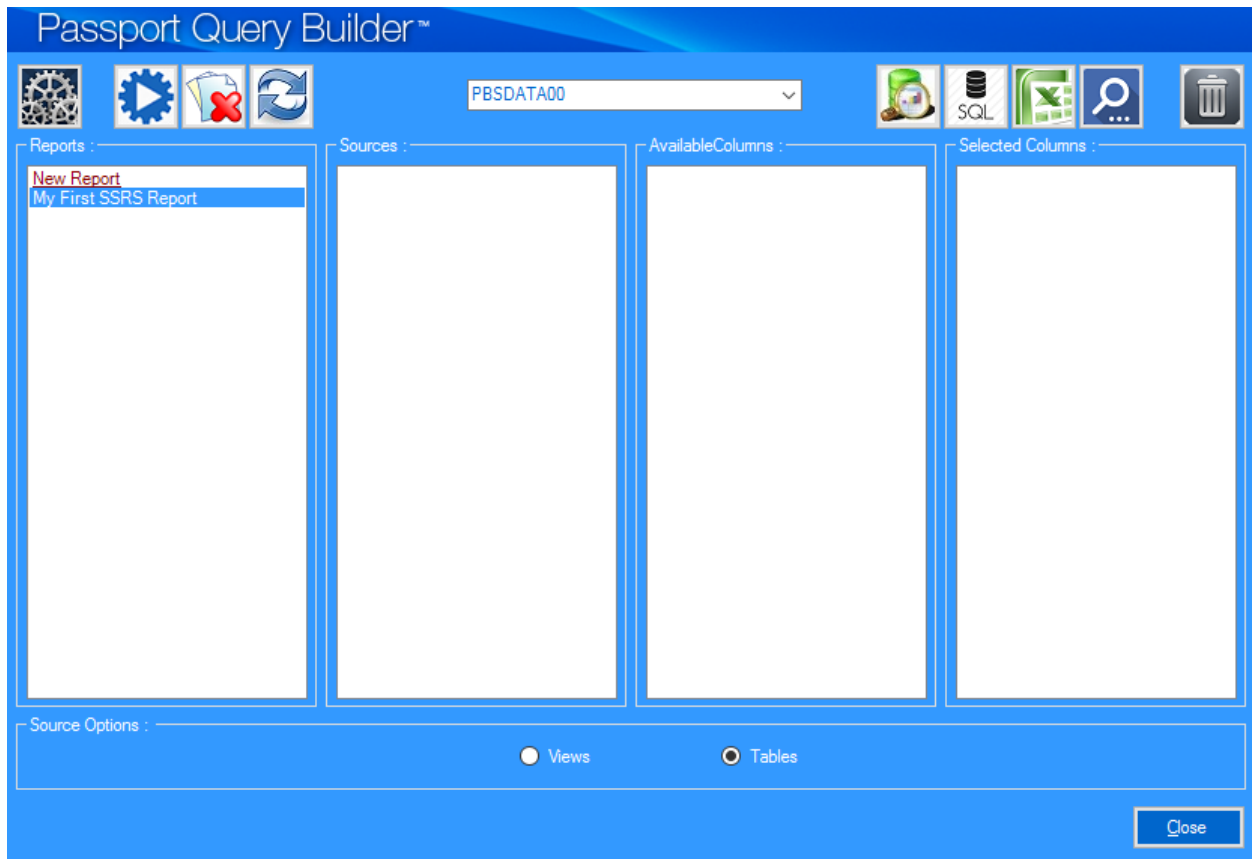 Passport Query Builder™
PBSDATA00
SQL
Reports :
Sources :
AvailableColumns :
Selected Columns :
New Report
My First SSRS Report
Source Options :
Views
Tables
Close